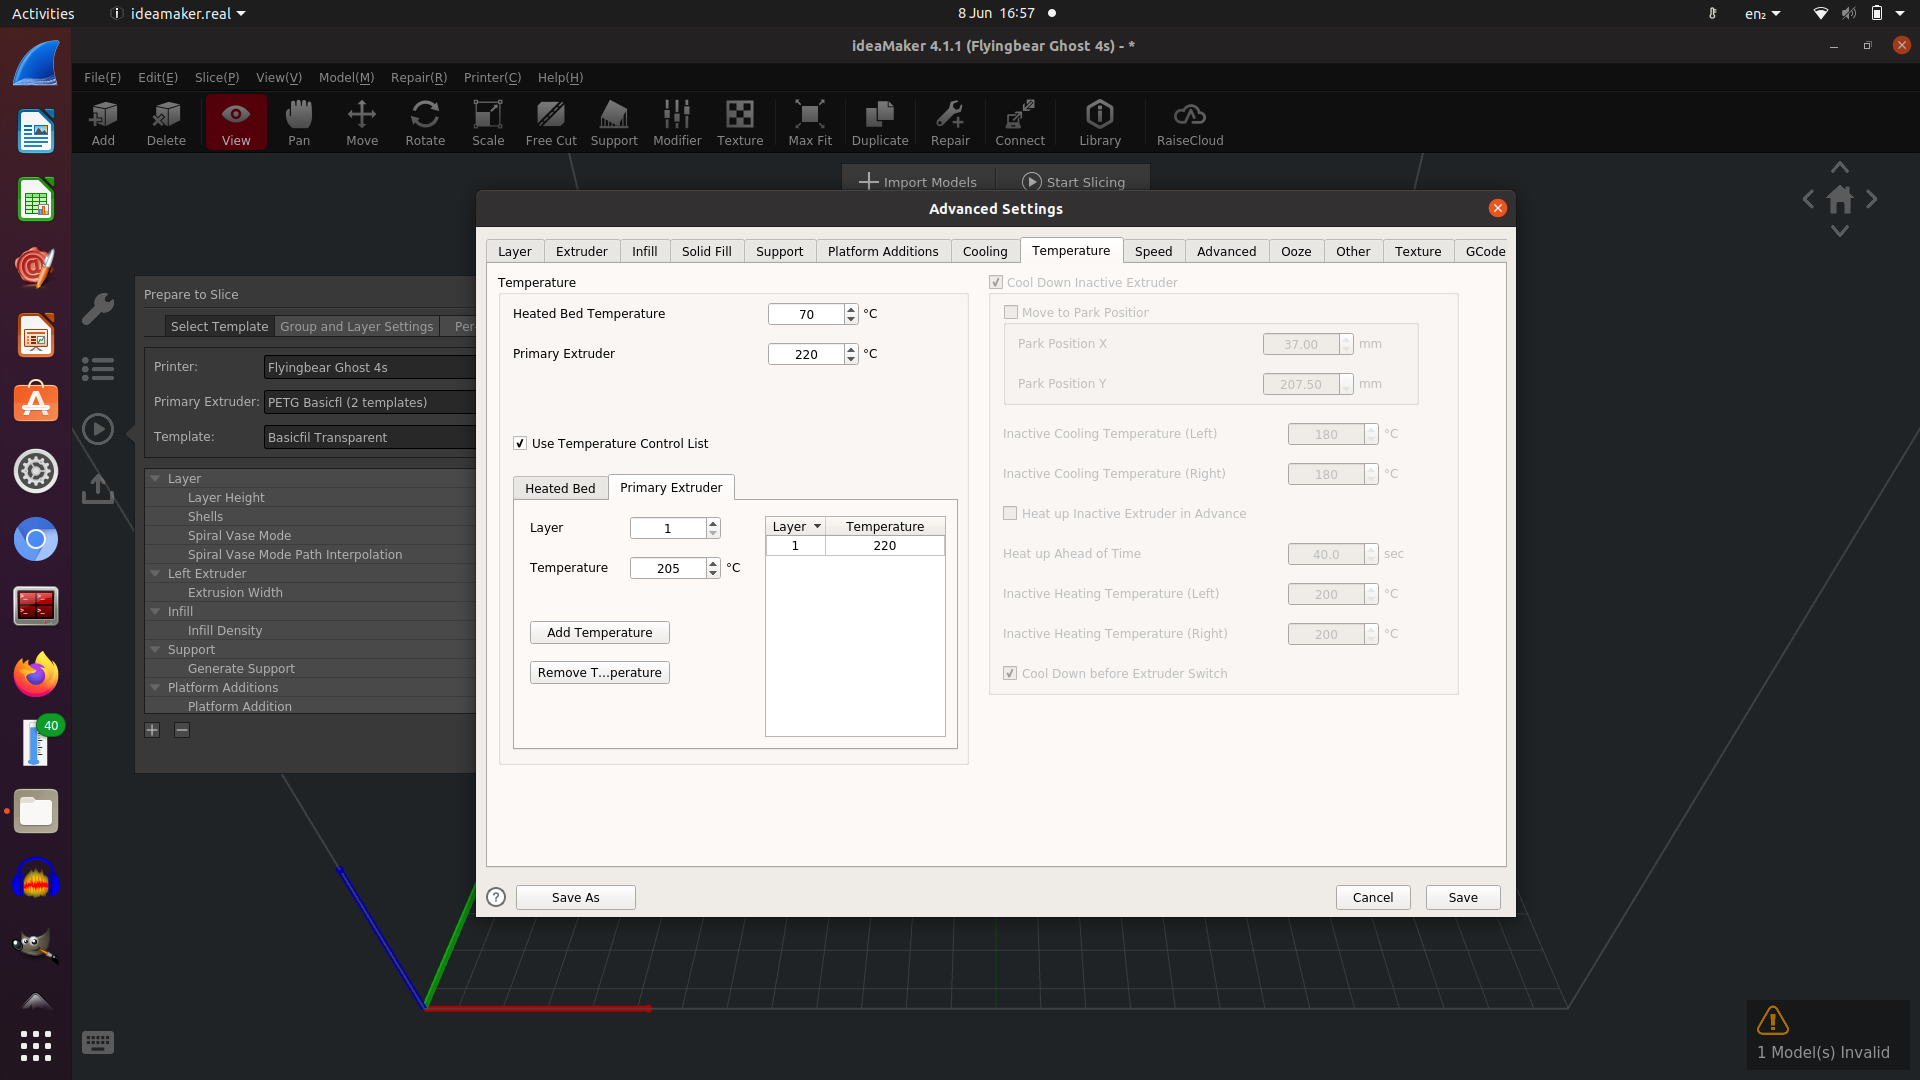 Activities
ideamaker.real
8 Jun 16:57
en₂
ideaMaker 4.1.1 (Flyingbear Ghost 4s) - *
File(F) Edit(E) Slice(P) View(V) Model(M) Repair(R) Printer(C) Help(H)
Add Delete View Pan Move Rotate Scale Free Cut Support Modifier Texture Max Fit Duplicate Repair Connect Library RaiseCloud
Import Models Start Slicing
Advanced Settings
Layer Extruder Infill Solid Fill Support Platform Additions Cooling Temperature Speed Advanced Ooze Other Texture GCode
Prepare to Slice
Select Template Group and Layer Settings Per
Printer: Flyingbear Ghost 4s
Primary Extruder: PETG Basicfl (2 templates)
Template: Basicfil Transparent
Layer
Layer Height
Shells
Spiral Vase Mode
Spiral Vase Mode Path Interpolation
Left Extruder
Extrusion Width
Infill
Infill Density
Support
Generate Support
Platform Additions
Platform Addition
Temperature
Heated Bed Temperature 70 °C
Primary Extruder 220 °C
Use Temperature Control List
Heated Bed Primary Extruder
Layer 1
Temperature 205 °C
Add Temperature
Remove T...perature
Layer Temperature
1 220
Cool Down Inactive Extruder
Move to Park Position
Park Position X 37.00 mm
Park Position Y 207.50 mm
Inactive Cooling Temperature (Left) 180 °C
Inactive Cooling Temperature (Right) 180 °C
Heat up Inactive Extruder in Advance
Heat up Ahead of Time 40.0 sec
Inactive Heating Temperature (Left) 200 °C
Inactive Heating Temperature (Right) 200 °C
Cool Down before Extruder Switch
? Save As Cancel Save
40
1 Model(s) Invalid